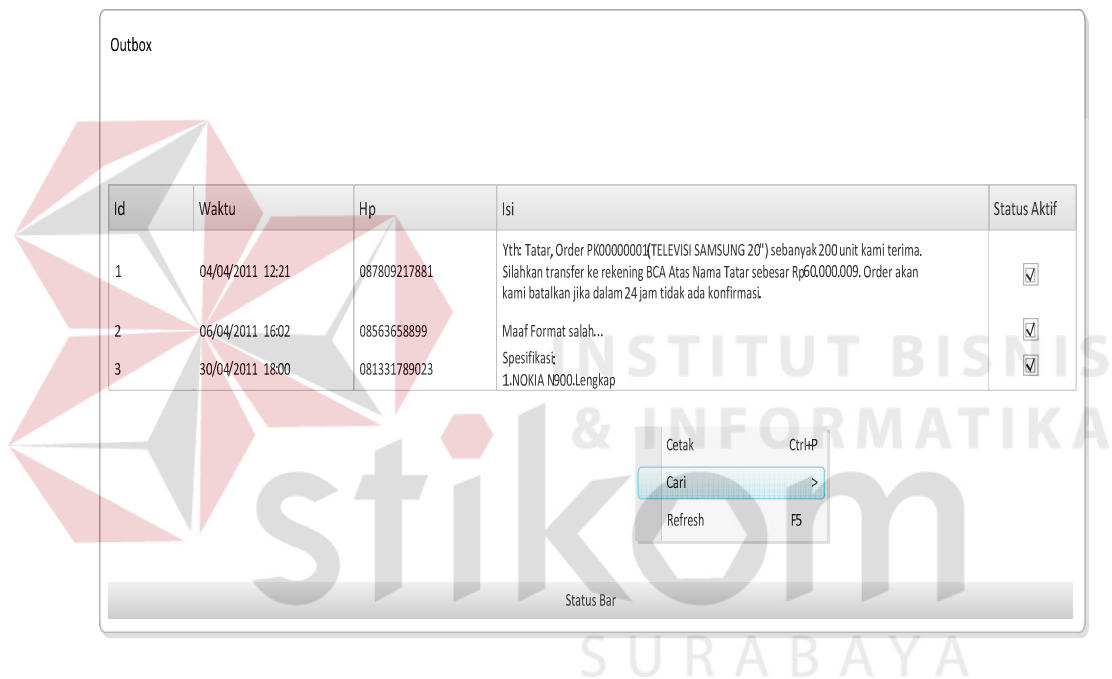 Outbox
Id Waktu Hp Isi Status Aktif
1 04/04/2011 12:21 087809217881 Yth: Tatar, Order PK00000001(TELEVISI SAMSUNG 20") sebanyak 200 unit kami terima.
Silahkan transfer ke rekening BCA Atas Nama Tatar sebesar Rp60.000.009. Order akan
kami batalkan jika dalam 24 jam tidak ada konfirmasi.
2 06/04/2011 16:02 08563658899 Maaf Format salah...
3 30/04/2011 18:00 081331789023 Spesifikasi;
1.NOKIA N900.Lengkap
INSTITUT BISNIS
& INFORMATIKA
stikom
SURABAYA
Cetak Ctrl+P
Cari >
Refresh F5
Status Bar